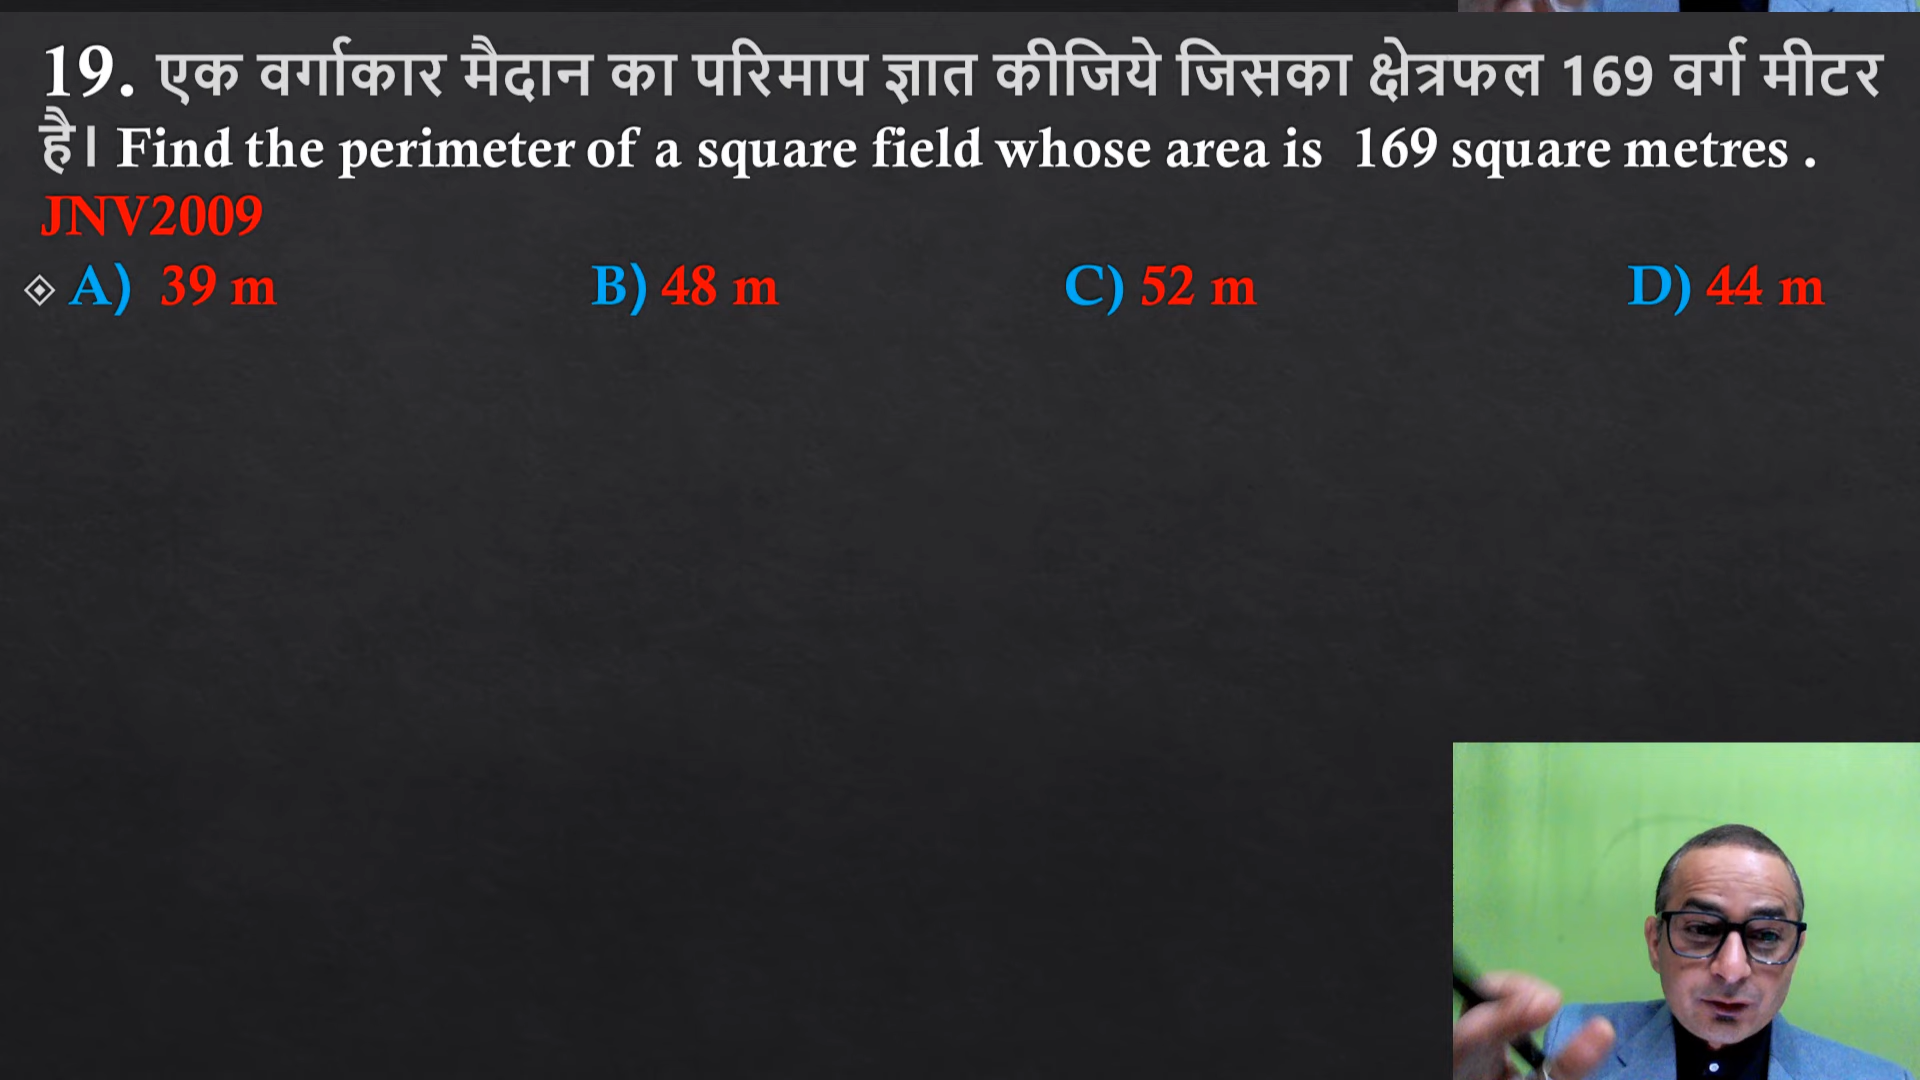 19. एक वर्गाकार मैदान का परिमाप ज्ञात कीजिये जिसका क्षेत्रफल 169 वर्ग मीटर
है। Find the perimeter of a square field whose area is 169 square metres .
JNV2009
A) 39 m B) 48 m C) 52 m D) 44 m